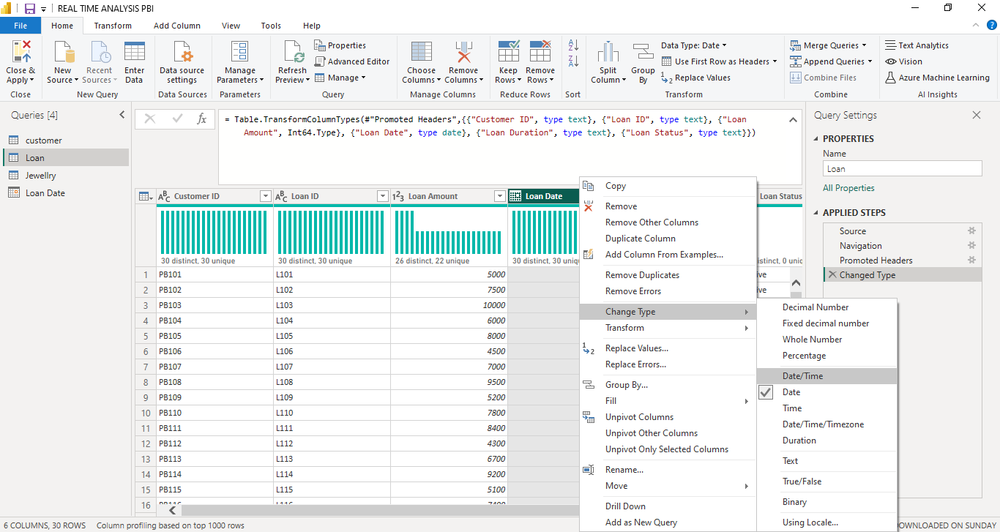 REAL TIME ANALYSIS PBI
File Home Transform Add Column View Tools Help
Close & Apply
New Source
Recent Sources
Enter Data
Data source settings
Manage Parameters
Refresh Preview
Properties
Advanced Editor
Manage
Choose Columns
Remove Columns
Keep Rows
Remove Rows
Split Column
Group By
Data Type: Date
Use First Row as Headers
Replace Values
Merge Queries
Append Queries
Combine Files
Text Analytics
Vision
Azure Machine Learning
Close New Query Data Sources Parameters Query Manage Columns Reduce Rows Sort Transform Combine AI Insights
Queries [4]
customer
Loan
Jewellry
Loan Date
= Table.TransformColumnTypes(#"Promoted Headers",{{"Customer ID", type text}, {"Loan ID", type text}, {"Loan
Amount", Int64.Type}, {"Loan Date", type date}, {"Loan Duration", type text}, {"Loan Status", type text}})
Customer ID Loan ID Loan Amount Loan Date Loan Status
30 distinct, 30 unique 30 distinct, 30 unique 26 distinct, 22 unique 30 distinct, 30 uniq stinct, 0 unic
1 PB101 L101 5000 ive
2 PB102 L102 7500 ive
3 PB103 L103 10000
4 PB104 L104 6000
5 PB105 L105 8000
6 PB106 L106 4500
7 PB107 L107 7000
8 PB108 L108 9500
9 PB109 L109 5200
10 PB110 L110 7800
11 PB111 L111 8400
12 PB112 L112 4300
13 PB113 L113 6700
14 PB114 L114 9200
15 PB115 L115 5100
16 PB116 L116 7400
Copy
Remove
Remove Other Columns
Duplicate Column
Add Column From Examples...
Remove Duplicates
Remove Errors
Change Type
Transform
Replace Values...
Replace Errors...
Group By...
Fill
Unpivot Columns
Unpivot Other Columns
Unpivot Only Selected Columns
Rename...
Move
Drill Down
Add as New Query
Decimal Number
Fixed decimal number
Whole Number
Percentage
Date/Time
Date
Time
Date/Time/Timezone
Duration
Text
True/False
Binary
Using Locale...
Query Settings
PROPERTIES
Name
Loan
All Properties
APPLIED STEPS
Source
Navigation
Promoted Headers
Changed Type
6 COLUMNS, 30 ROWS Column profiling based on top 1000 rows OWNLOADED ON SUNDAY